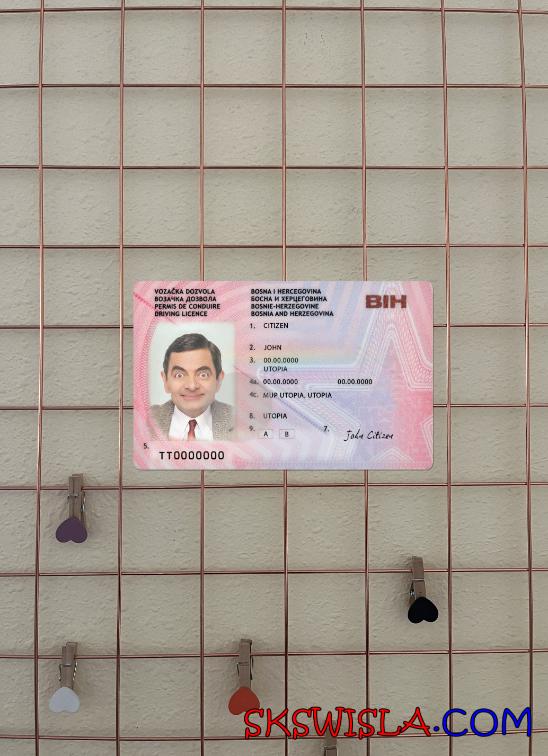 VOZAČKA DOZVOLA
ВОЗАЧКА ДОЗВОЛА
PERMIS DE CONDUIRE
DRIVING LICENCE
BOSNA I HERCEGOVINA
БОСНА И ХЕРЦЕГОВИНА
BOSNIE-HERZEGOVINE
BOSNIA AND HERZEGOVINA
BIH
1. CITIZEN
2. JOHN
3. 00.00.0000
UTOPIA
4a. 00.00.0000 00.00.0000
4c. MUP UTOPIA, UTOPIA
8. UTOPIA
9. A B 7. John Citizen
5. TT0000000
SKSWISLA.COM